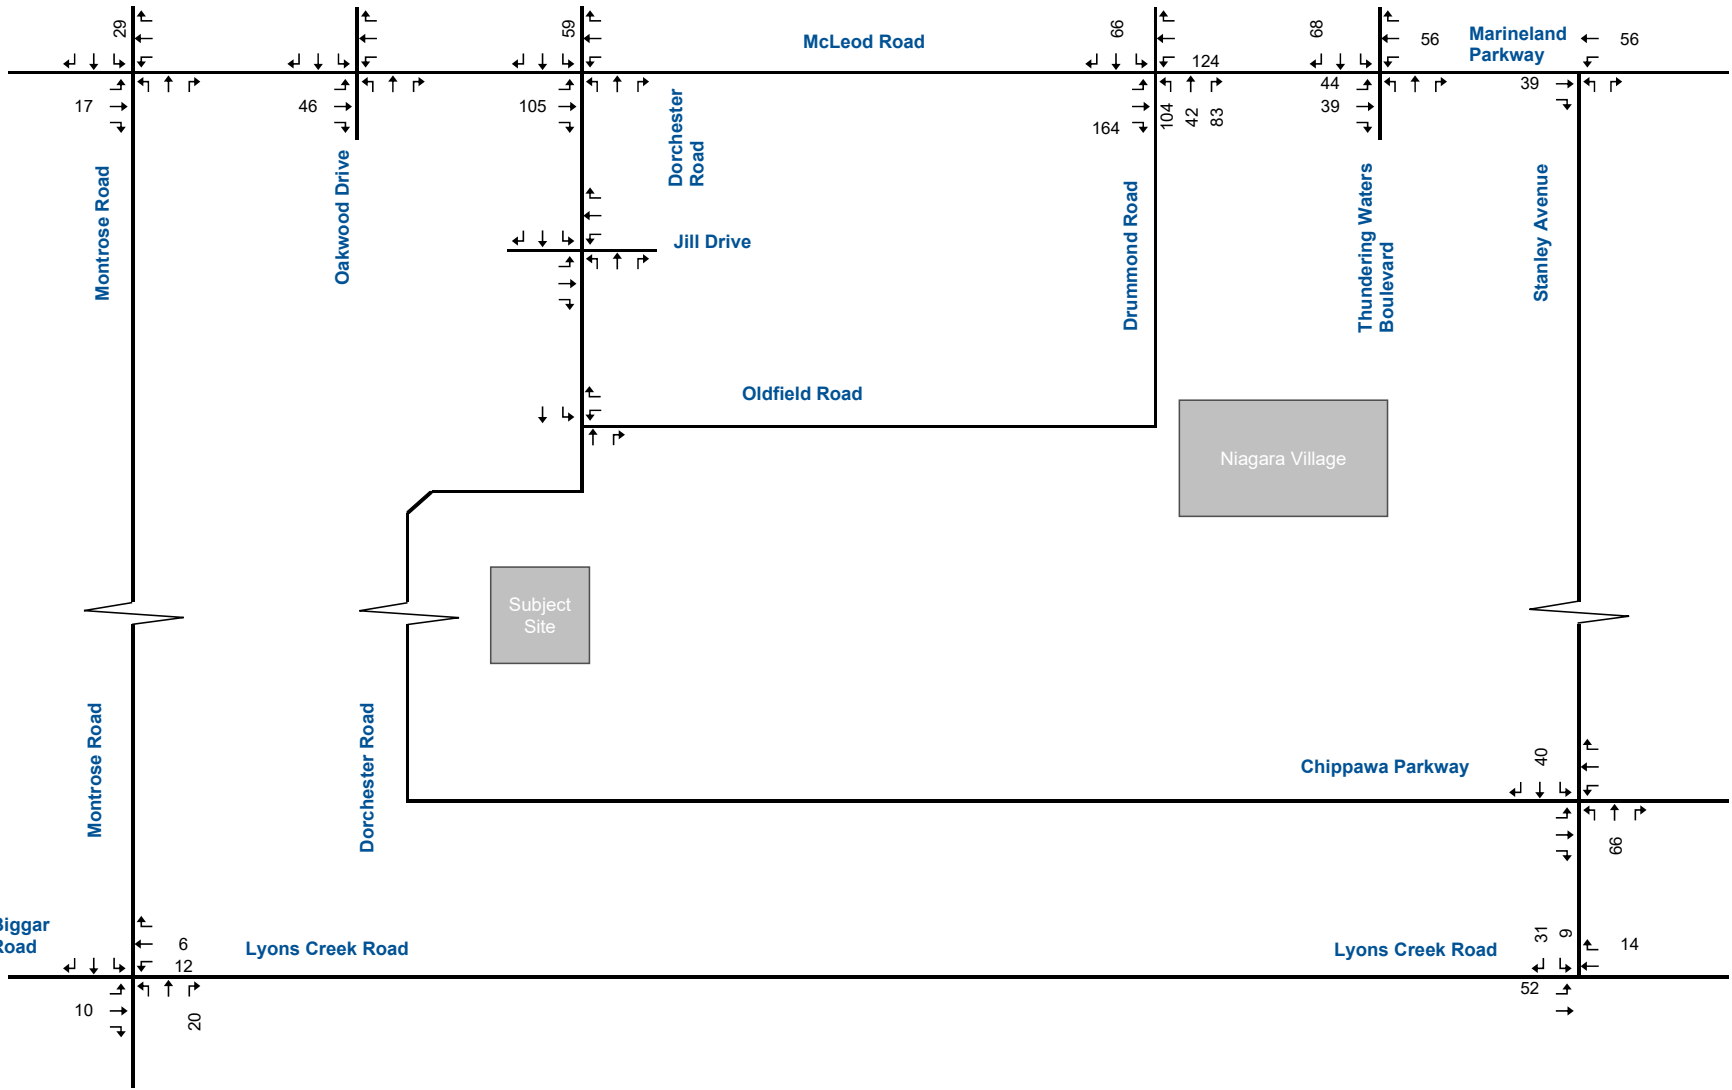 29
59
66
68
McLeod Road
Marineland
Parkway
56
56
124
17
46
105
164
104
42
83
44
39
39
Montrose Road
Oakwood Drive
Dorchester
Road
Jill Drive
Drummond Road
Thundering Waters
Boulevard
Stanley Avenue
Oldfield Road
Niagara Village
Subject
Site
Montrose Road
Dorchester Road
Chippawa Parkway
40
66
Biggar
Road
6
12
Lyons Creek Road
Lyons Creek Road
31
9
14
10
20
52